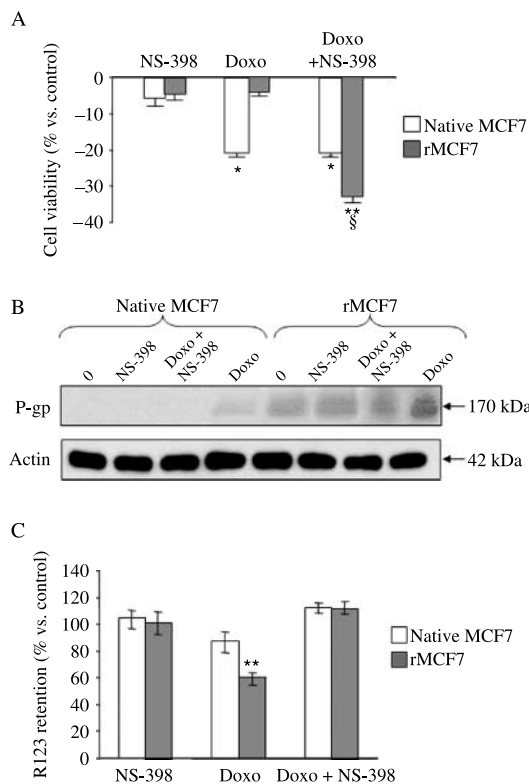 A
NS-398 Doxo Doxo +NS-398
0
−10
−20
−30
−40
Cell viability (% vs. control)
* * ** §
Native MCF7
rMCF7
B
Native MCF7 rMCF7
0 NS-398 Doxo + NS-398 Doxo 0 NS-398 Doxo + NS-398 Doxo
P-gp 170 kDa
Actin 42 kDa
C
140
120
100
80
60
40
20
0
R123 retention (% vs. control)
**
Native MCF7
rMCF7
NS-398 Doxo Doxo + NS-398